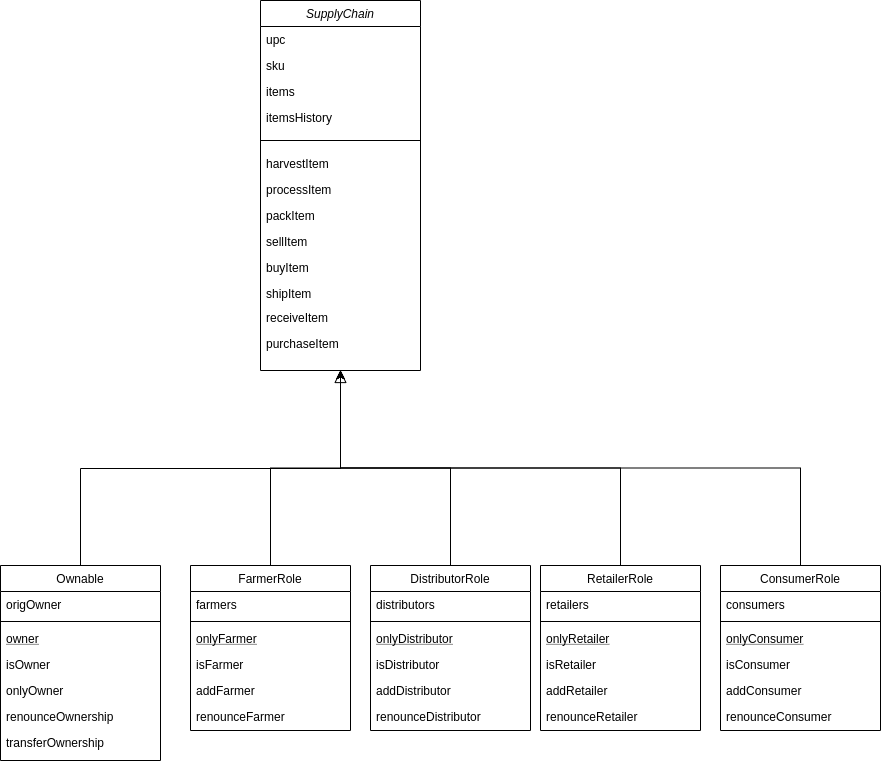 SupplyChain
upc
sku
items
itemsHistory
harvestItem
processItem
packItem
sellItem
buyItem
shipItem
receiveItem
purchaseItem
Ownable
origOwner
owner
isOwner
onlyOwner
renounceOwnership
transferOwnership
FarmerRole
farmers
onlyFarmer
isFarmer
addFarmer
renounceFarmer
DistributorRole
distributors
onlyDistributor
isDistributor
addDistributor
renounceDistributor
RetailerRole
retailers
onlyRetailer
isRetailer
addRetailer
renounceRetailer
ConsumerRole
consumers
onlyConsumer
isConsumer
addConsumer
renounceConsumer